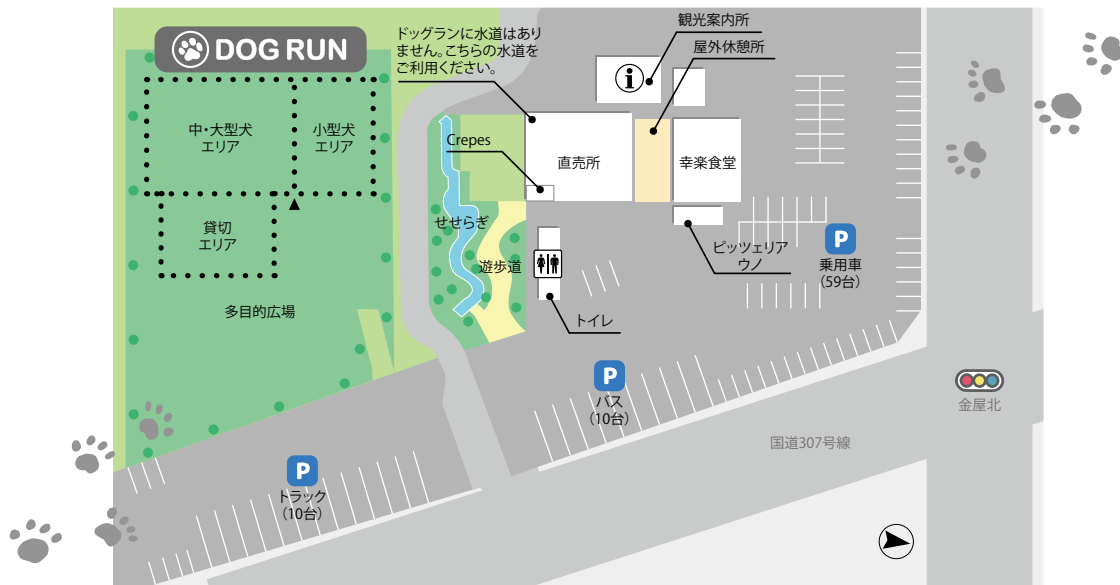 DOG RUN
ドッグランに水道はあり
ません。こちらの水道を
ご利用ください。
観光案内所
屋外休憩所
i
中・大型犬
エリア
小型犬
エリア
Crepes
直売所
幸楽食堂
貸切
エリア
せせらぎ
遊歩道
ピッツェリア
ウノ
P
乗用車
(59台)
多目的広場
トイレ
P
バス
(10台)
金屋北
国道307号線
P
トラック
(10台)